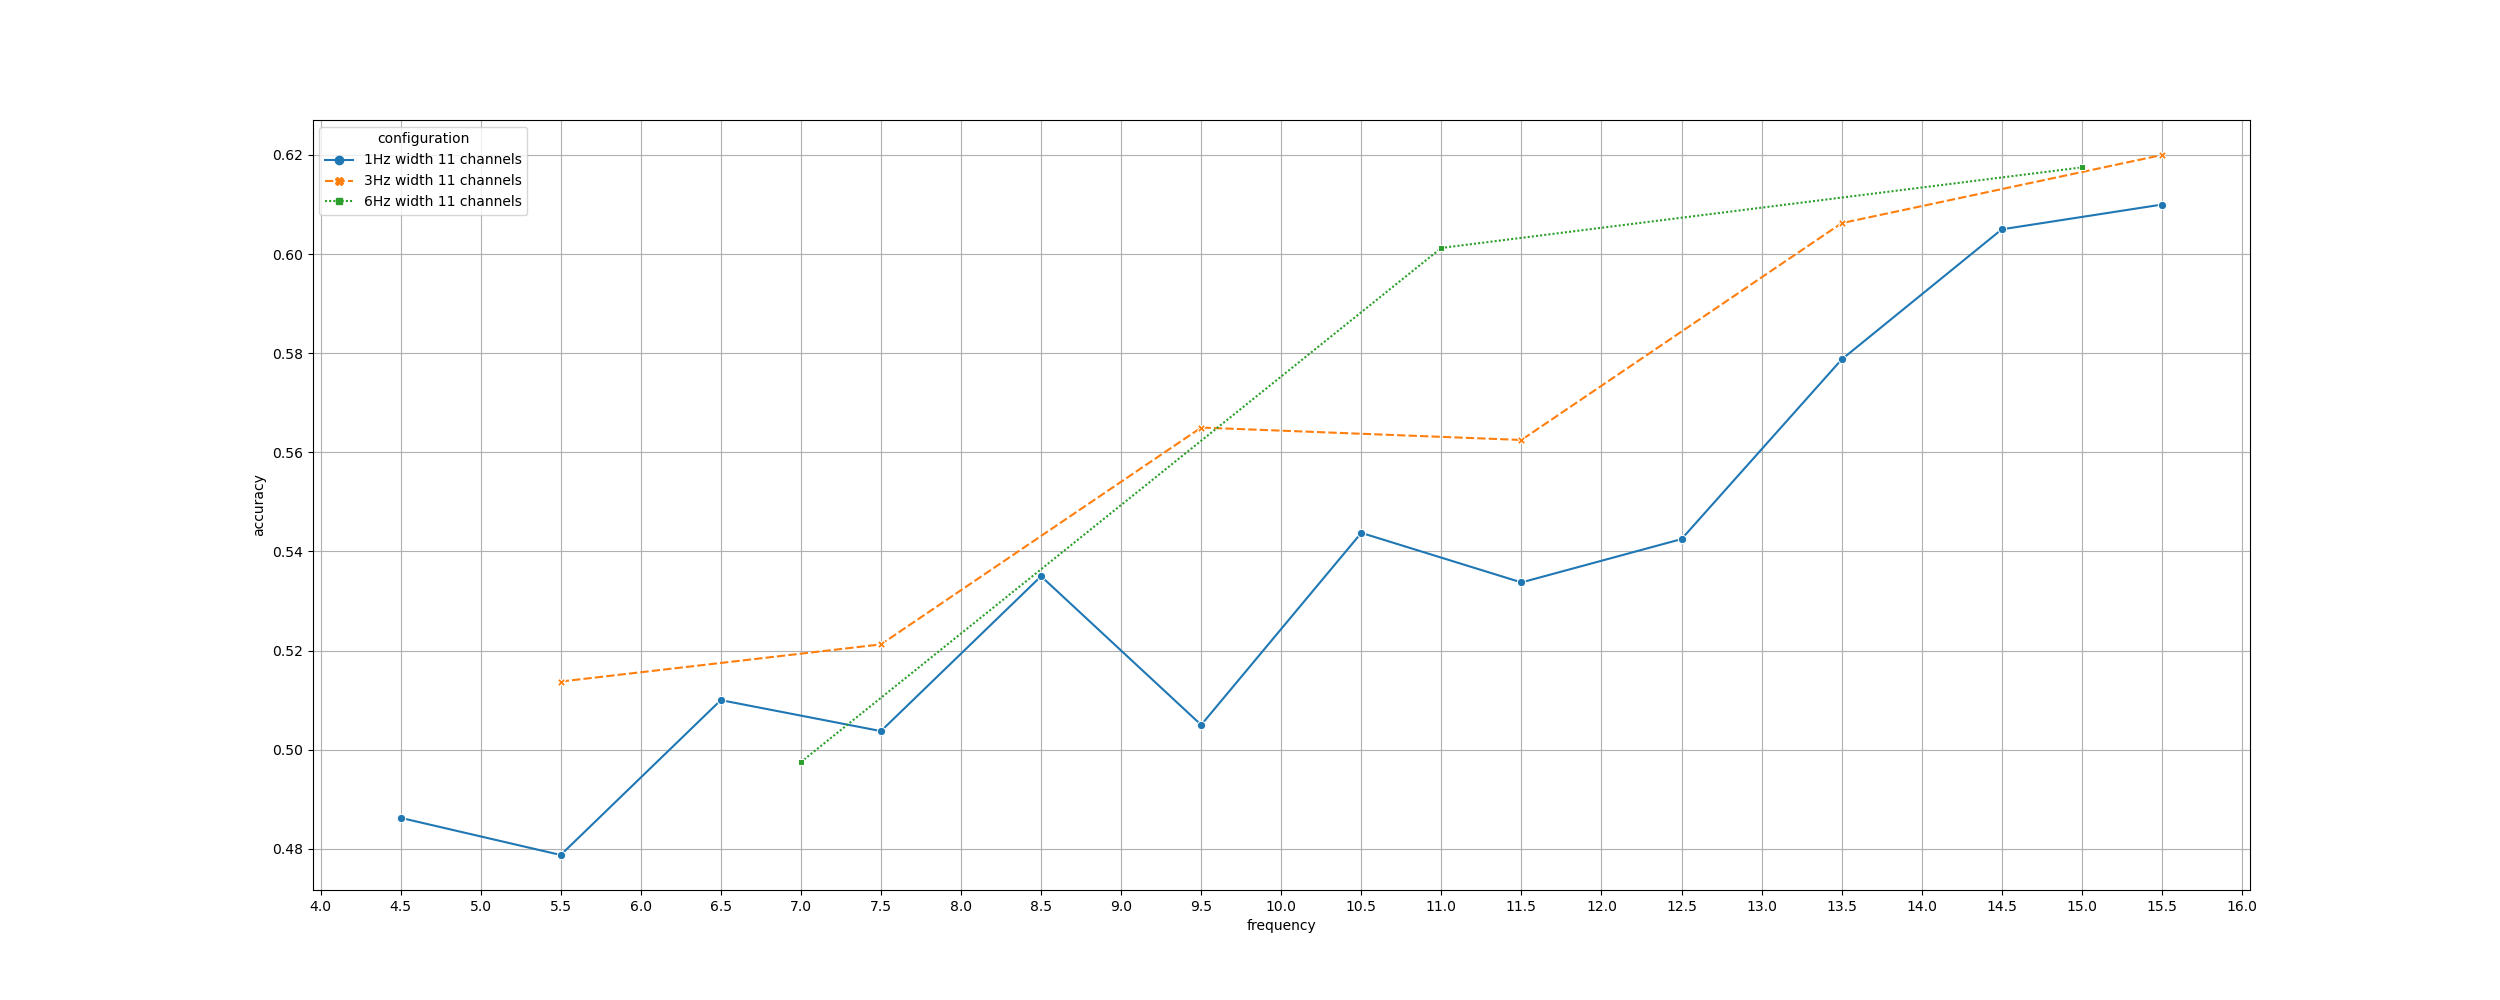 configuration
1Hz width 11 channels
3Hz width 11 channels
6Hz width 11 channels
0.62
0.60
0.58
0.56
0.54
0.52
0.50
0.48
accuracy
4.0 4.5 5.0 5.5 6.0 6.5 7.0 7.5 8.0 8.5 9.0 9.5 10.0 10.5 11.0 11.5 12.0 12.5 13.0 13.5 14.0 14.5 15.0 15.5 16.0
frequency